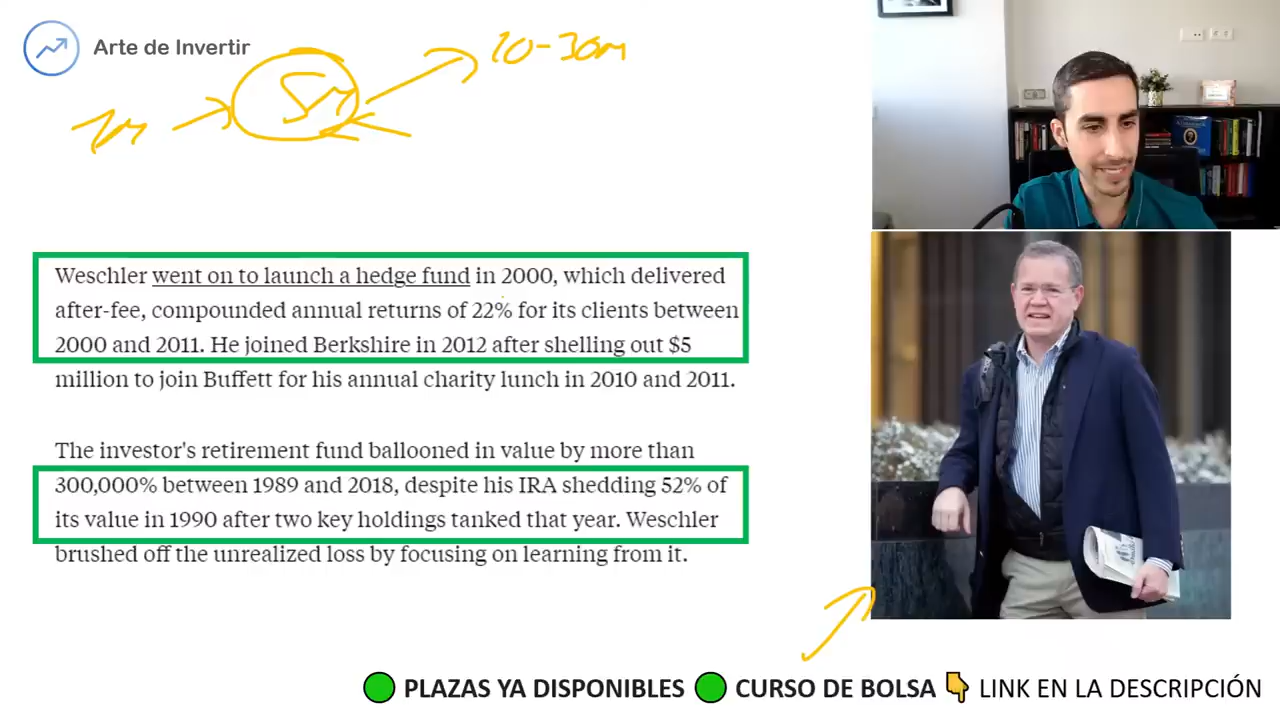 Arte de Invertir
10-30m
5m
Weschler went on to launch a hedge fund in 2000, which delivered
after-fee, compounded annual returns of 22% for its clients between
2000 and 2011. He joined Berkshire in 2012 after shelling out $5
million to join Buffett for his annual charity lunch in 2010 and 2011.
The investor's retirement fund ballooned in value by more than
300,000% between 1989 and 2018, despite his IRA shedding 52% of
its value in 1990 after two key holdings tanked that year. Weschler
brushed off the unrealized loss by focusing on learning from it.
PLAZAS YA DISPONIBLES CURSO DE BOLSA LINK EN LA DESCRIPCIÓN